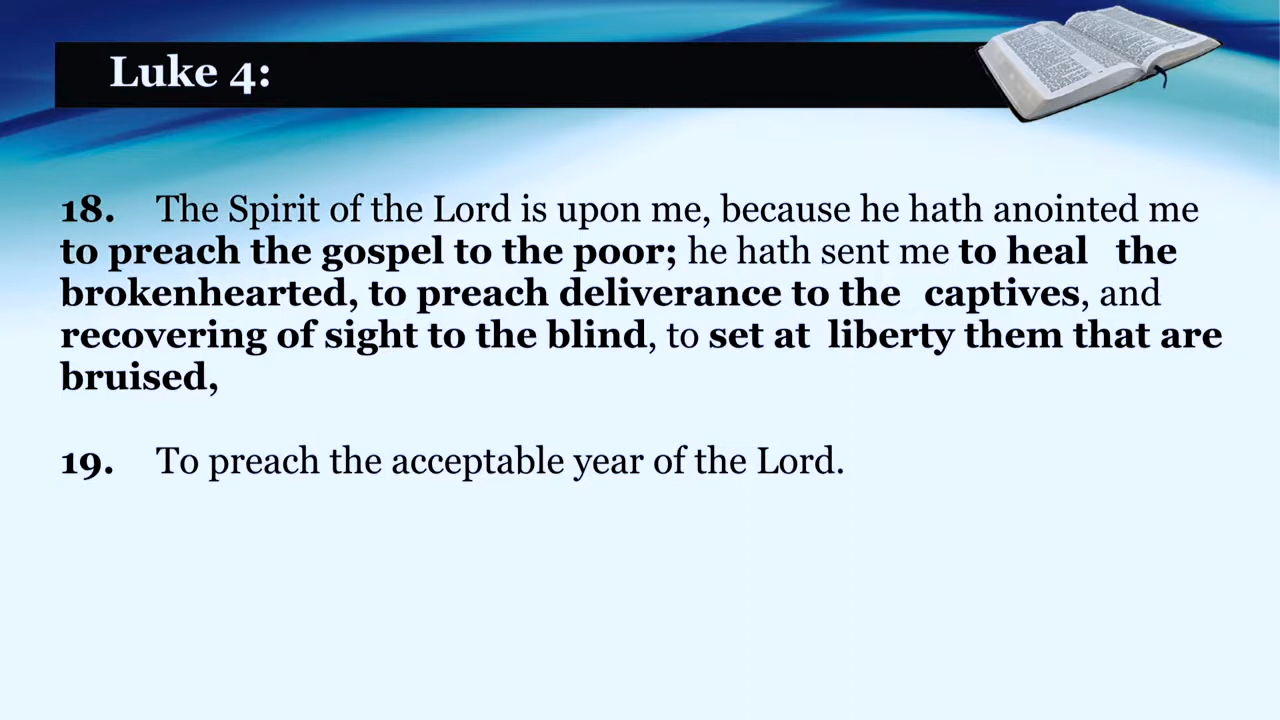 Luke 4:
18. The Spirit of the Lord is upon me, because he hath anointed me
to preach the gospel to the poor; he hath sent me to heal the
brokenhearted, to preach deliverance to the captives, and
recovering of sight to the blind, to set at liberty them that are
bruised,
19. To preach the acceptable year of the Lord.